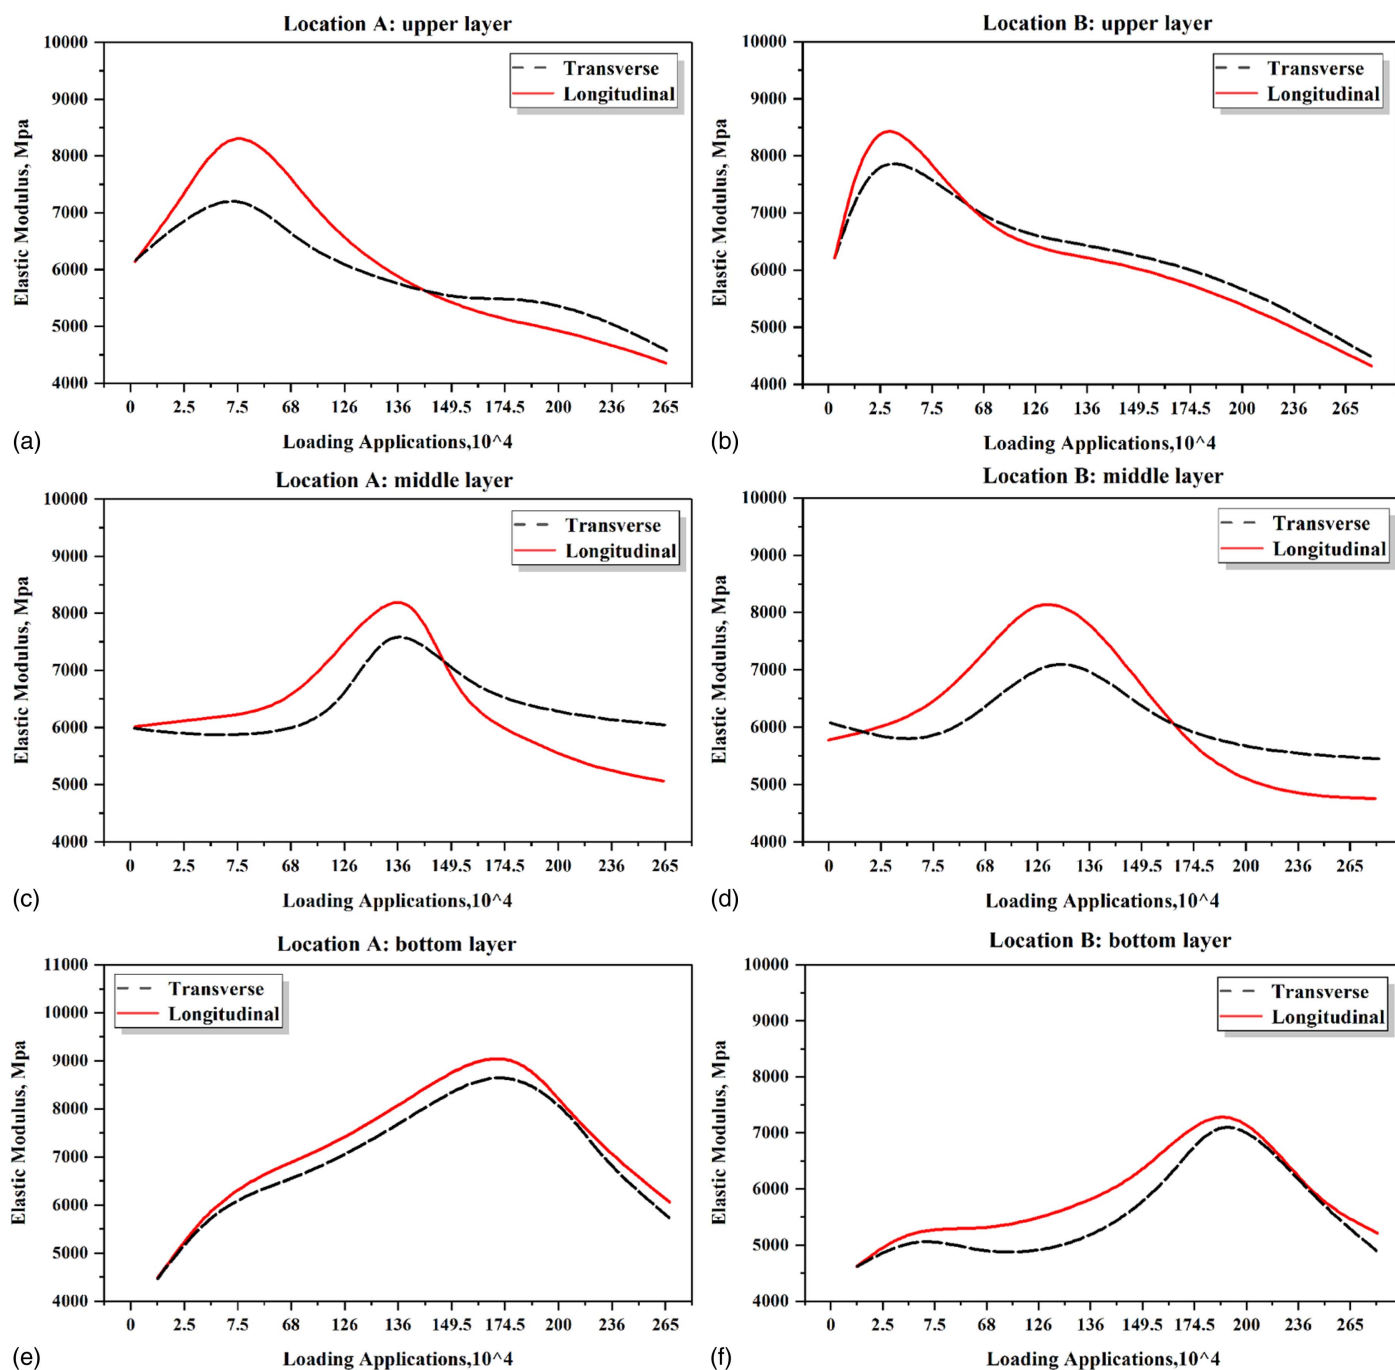 Location A: upper layer
10000
9000
8000
7000
6000
5000
4000
Elastic Modulus, Mpa
Transverse
Longitudinal
0 2.5 7.5 68 126 136 149.5 174.5 200 236 265
Loading Applications,10^4
(a)
Location B: upper layer
10000
9000
8000
7000
6000
5000
4000
Elastic Modulus, Mpa
Transverse
Longitudinal
0 2.5 7.5 68 126 136 149.5 174.5 200 236 265
Loading Applications,10^4
(b)
Location A: middle layer
10000
9000
8000
7000
6000
5000
4000
Elastic Modulus, Mpa
Transverse
Longitudinal
0 2.5 7.5 68 126 136 149.5 174.5 200 236 265
Loading Applications,10^4
(c)
Location B: middle layer
10000
9000
8000
7000
6000
5000
4000
Elastic Modulus, Mpa
Transverse
Longitudinal
0 2.5 7.5 68 126 136 149.5 174.5 200 236 265
Loading Applications,10^4
(d)
Location A: bottom layer
11000
10000
9000
8000
7000
6000
5000
4000
Elastic Modulus, Mpa
Transverse
Longitudinal
0 2.5 7.5 68 126 136 149.5 174.5 200 236 265
Loading Applications,10^4
(e)
Location B: bottom layer
10000
9000
8000
7000
6000
5000
4000
Elastic Modulus, Mpa
Transverse
Longitudinal
0 2.5 7.5 68 126 136 149.5 174.5 200 236 265
Loading Applications,10^4
(f)